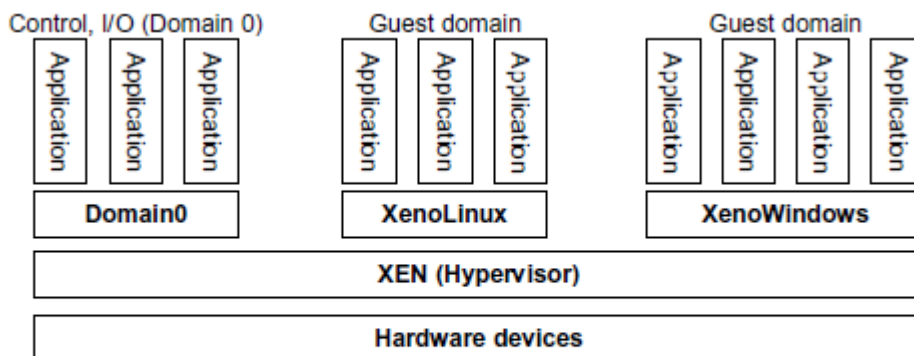 Control, I/O (Domain 0)
Guest domain
Guest domain
Application
Application
Application
Application
Application
Application
Application
Application
Application
Application
Domain0
XenoLinux
XenoWindows
XEN (Hypervisor)
Hardware devices